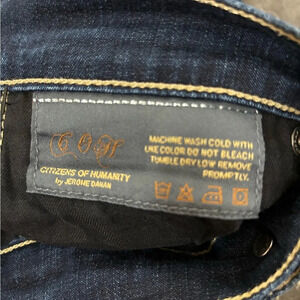 COH
CITIZENS OF HUMANITY
by JEROME DAHAN
MACHINE WASH COLD WITH
LIKE COLOR DO NOT BLEACH
TUMBLE DRY LOW REMOVE
PROMPTLY.